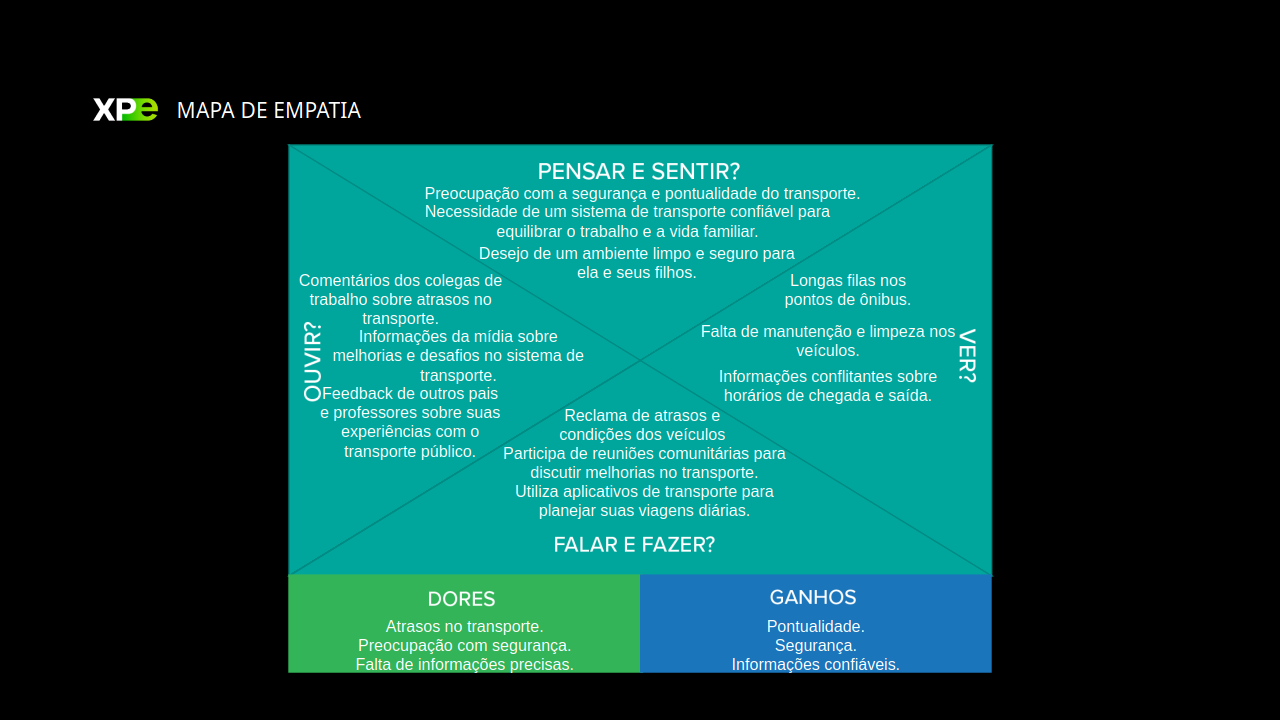 XPe MAPA DE EMPATIA
PENSAR E SENTIR?
Preocupação com a segurança e pontualidade do transporte.
Necessidade de um sistema de transporte confiável para
equilibrar o trabalho e a vida familiar.
Desejo de um ambiente limpo e seguro para
ela e seus filhos.
OUVIR?
Comentários dos colegas de
trabalho sobre atrasos no
transporte.
Informações da mídia sobre
melhorias e desafios no sistema de
transporte.
Feedback de outros pais
e professores sobre suas
experiências com o
transporte público.
Longas filas nos
pontos de ônibus.
Falta de manutenção e limpeza nos
veículos.
Informações conflitantes sobre
horários de chegada e saída.
VER?
Reclama de atrasos e
condições dos veículos
Participa de reuniões comunitárias para
discutir melhorias no transporte.
Utiliza aplicativos de transporte para
planejar suas viagens diárias.
FALAR E FAZER?
DORES
Atrasos no transporte.
Preocupação com segurança.
Falta de informações precisas.
GANHOS
Pontualidade.
Segurança.
Informações confiáveis.